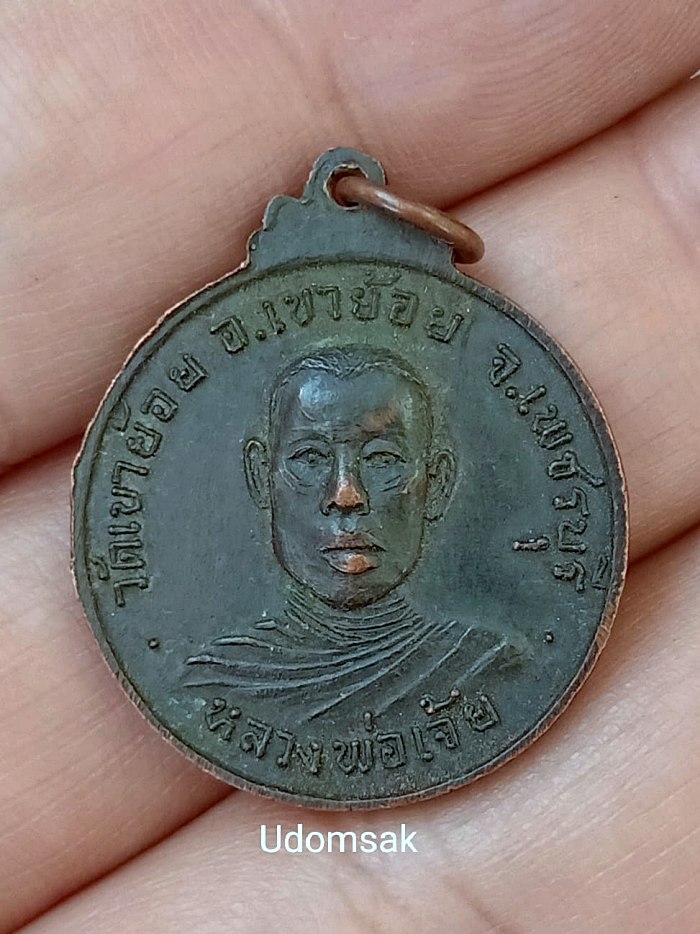 วัดเขาย้อย อ.เขาย้อย จ.เพชรบุรี
หลวงพ่อเจ้ย
Udomsak